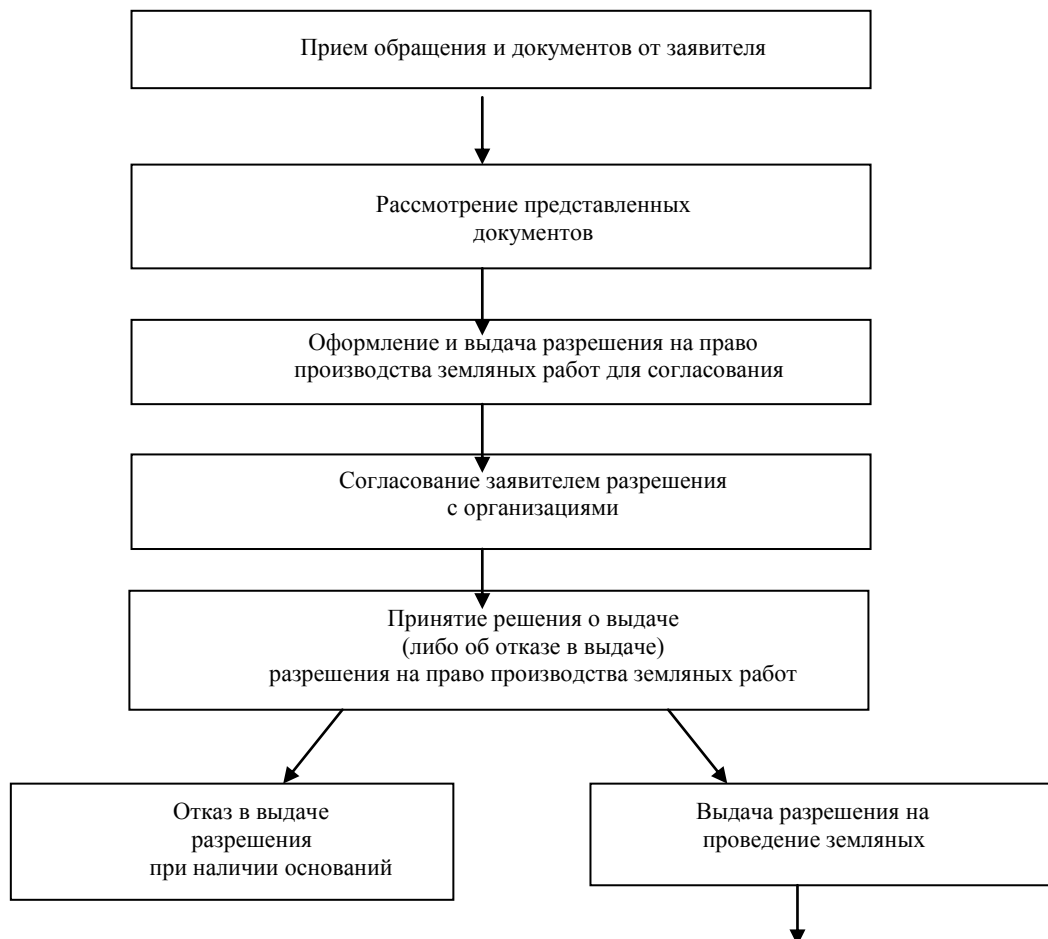 Прием обращения и документов от заявителя
Рассмотрение представленных
документов
Оформление и выдача разрешения на право
производства земляных работ для согласования
Согласование заявителем разрешения
с организациями
Принятие решения о выдаче
(либо об отказе в выдаче)
разрешения на право производства земляных работ
Отказ в выдаче
разрешения
при наличии оснований
Выдача разрешения на
проведение земляных